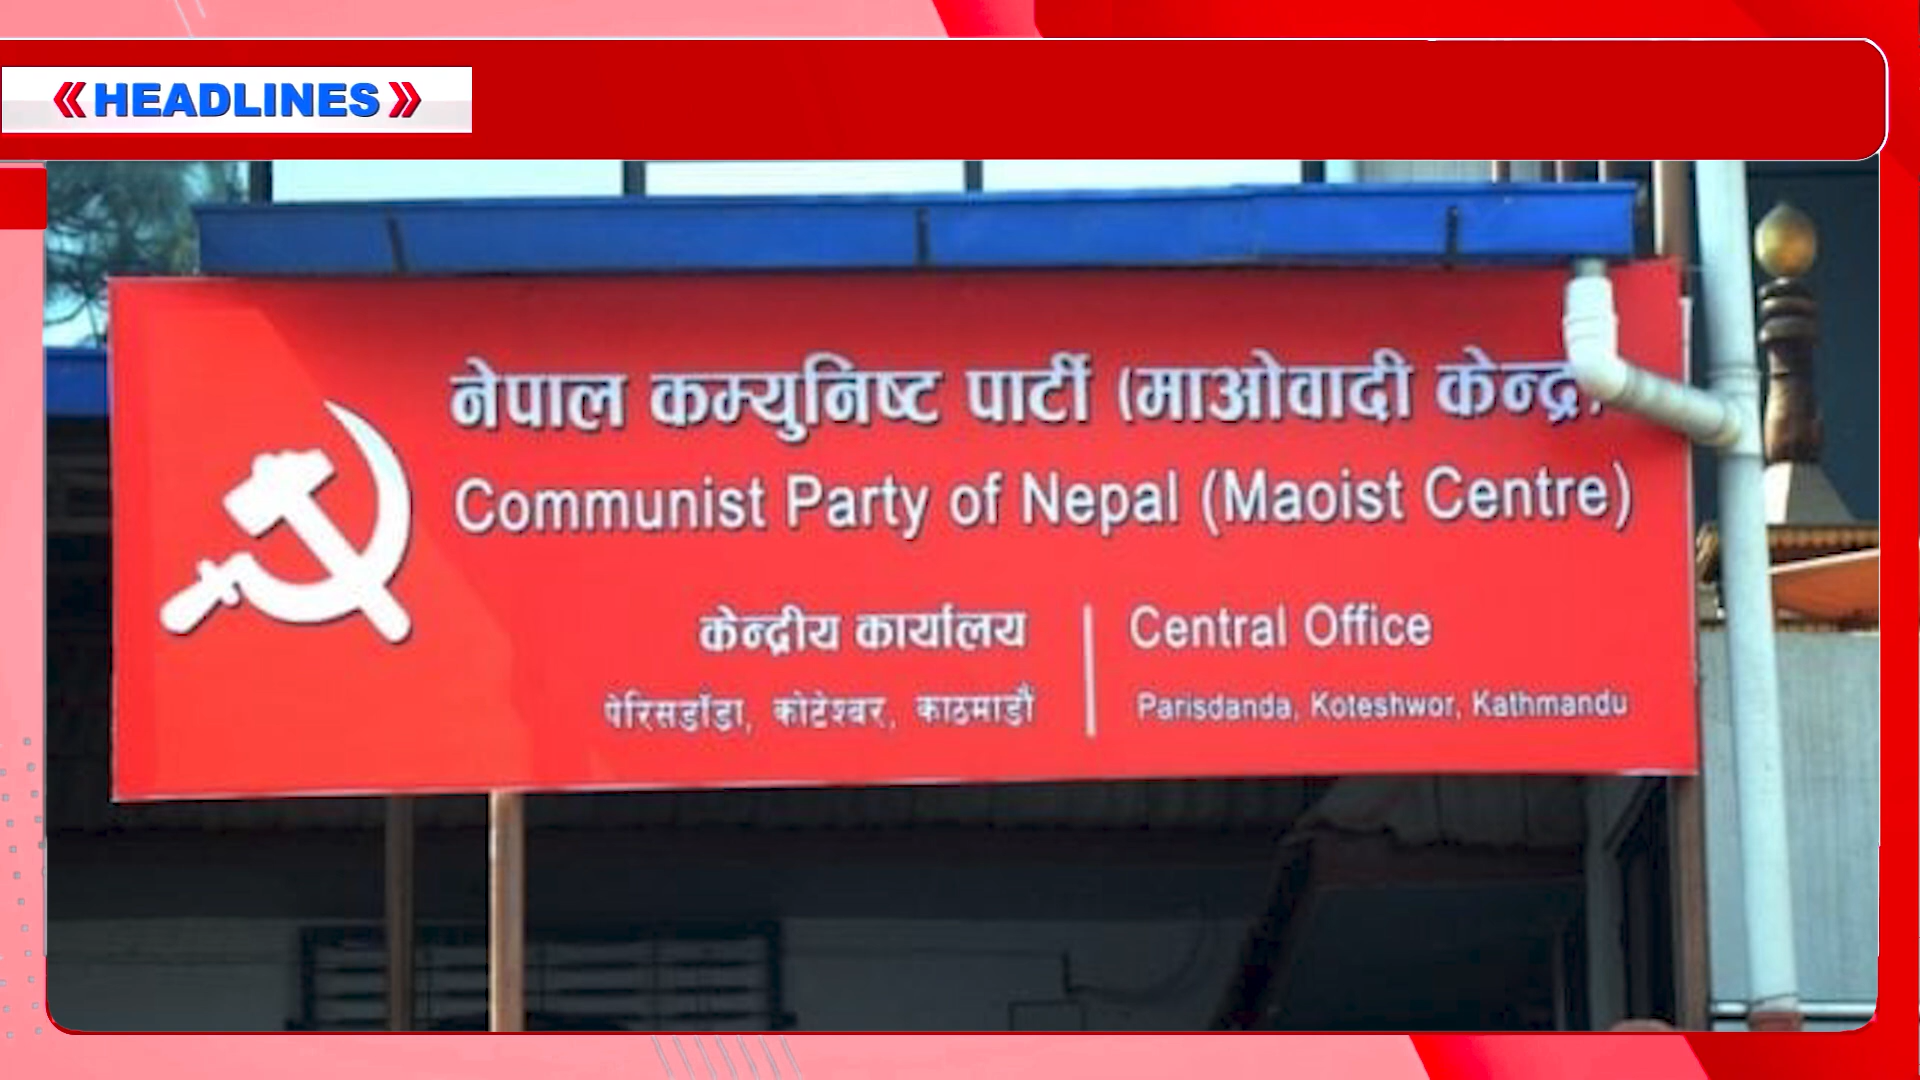 HEADLINES
नेपाल कम्युनिष्ट पार्टी (माओवादी केन्द्र)
Communist Party of Nepal (Maoist Centre)
केन्द्रीय कार्यालय
पेरिसडाँडा, कोटेश्वर, काठमाडौं
Central Office
Parisdanda, Koteshwor, Kathmandu